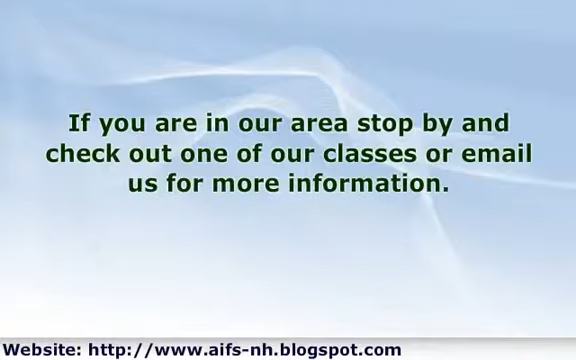 If you are in our area stop by and
check out one of our classes or email
us for more information.
Website: http://www.aifs-nh.blogspot.com